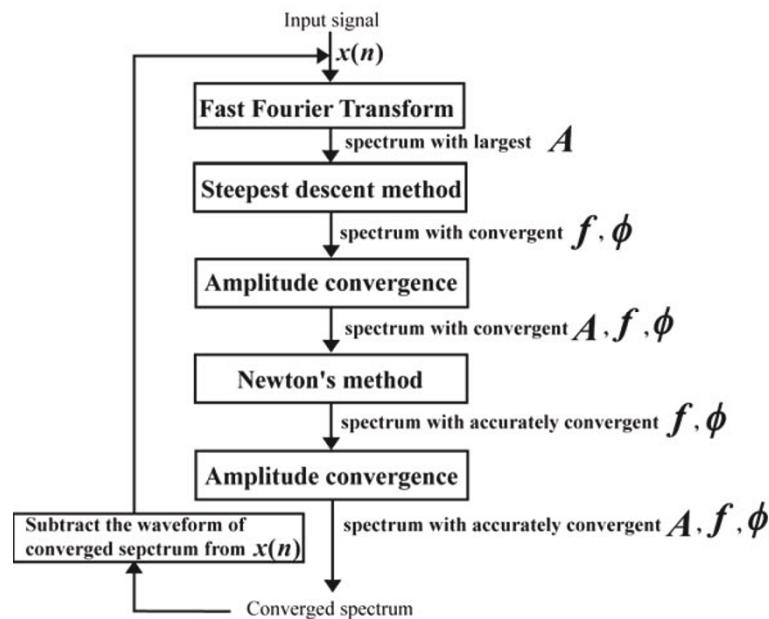 Input signal
x(n)
Fast Fourier Transform
spectrum with largest A
Steepest descent method
spectrum with convergent f, ϕ
Amplitude convergence
spectrum with convergent A, f, ϕ
Newton's method
spectrum with accurately convergent f, ϕ
Amplitude convergence
spectrum with accurately convergent A, f, ϕ
Subtract the waveform of
converged sepctrum from x(n)
Converged spectrum